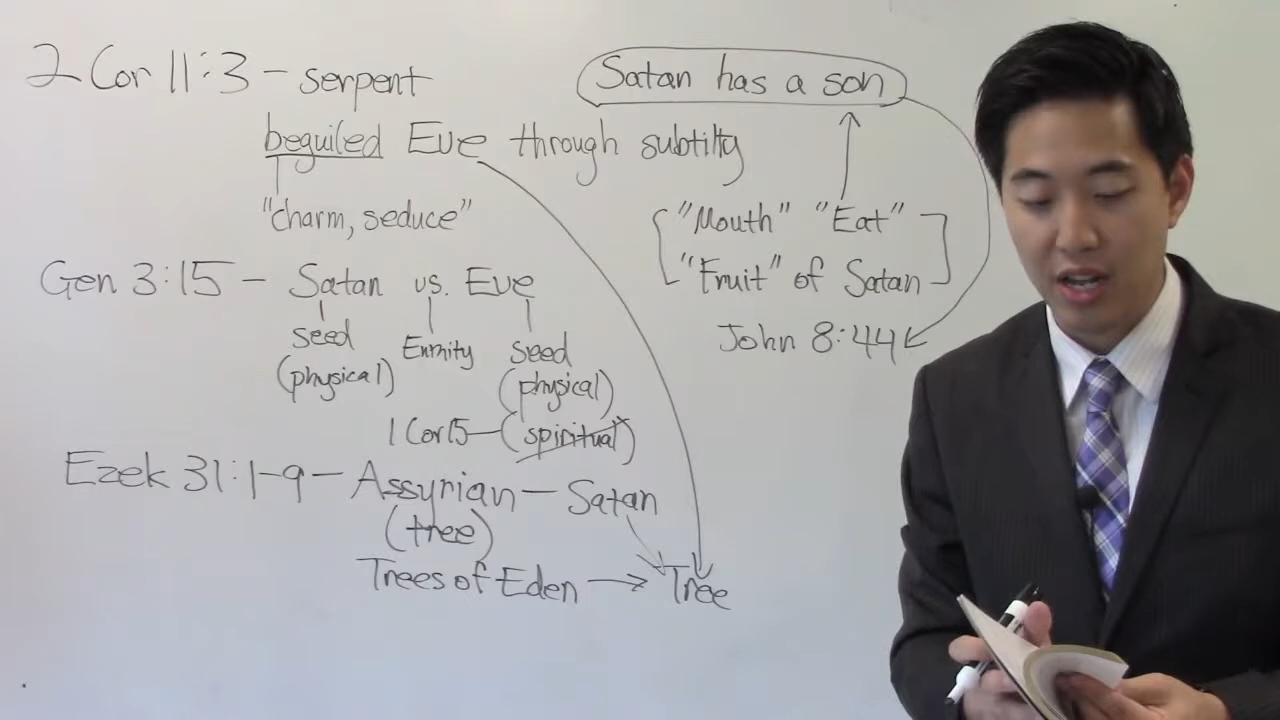 2 Cor 11:3 - serpent
beguiled Eve through subtilty
"charm, seduce"
Gen 3:15 - Satan vs. Eve
seed Enmity seed
(physical) (physical)
1 Cor 15 - (spiritual)
Ezek 31:1-9 - Assyrian - Satan
(tree)
Trees of Eden → Tree
Satan has a son
"Mouth" "Eat"
"Fruit" of Satan
John 8:44